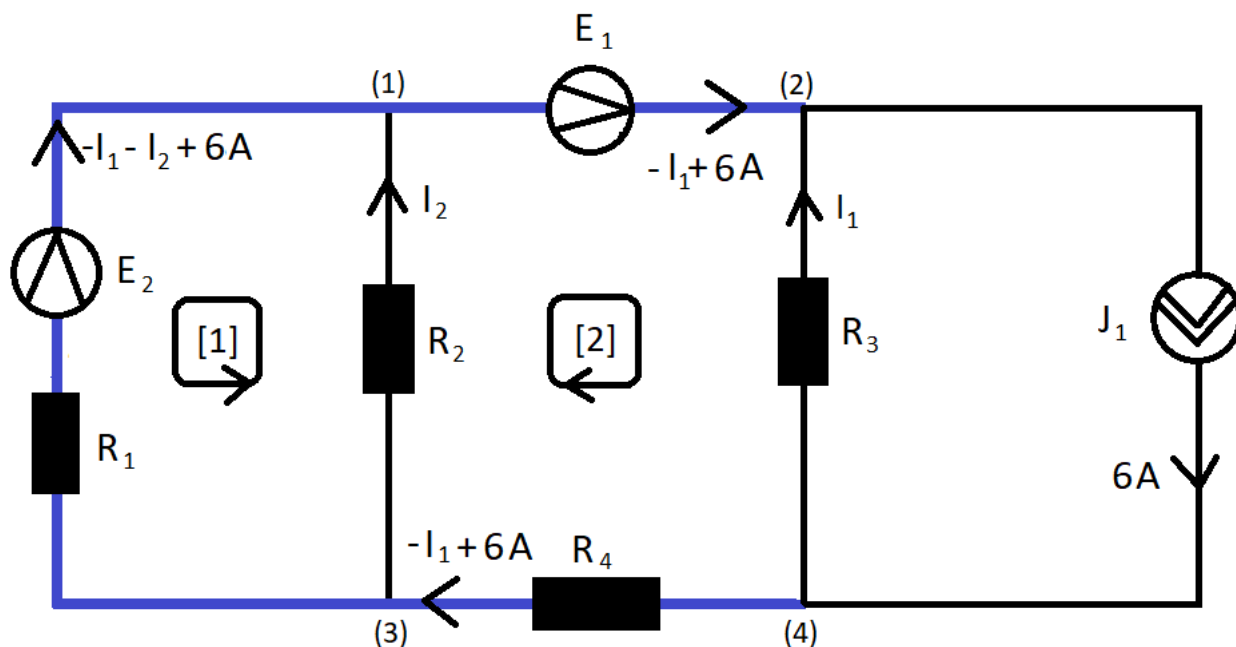 E₁
(1)
(2)
-I₁-I₂+6A
-I₁+6A
I₂
I₁
E₂
[1]
R₂
[2]
R₃
J₁
R₁
6A
-I₁+6A
R₄
(3)
(4)